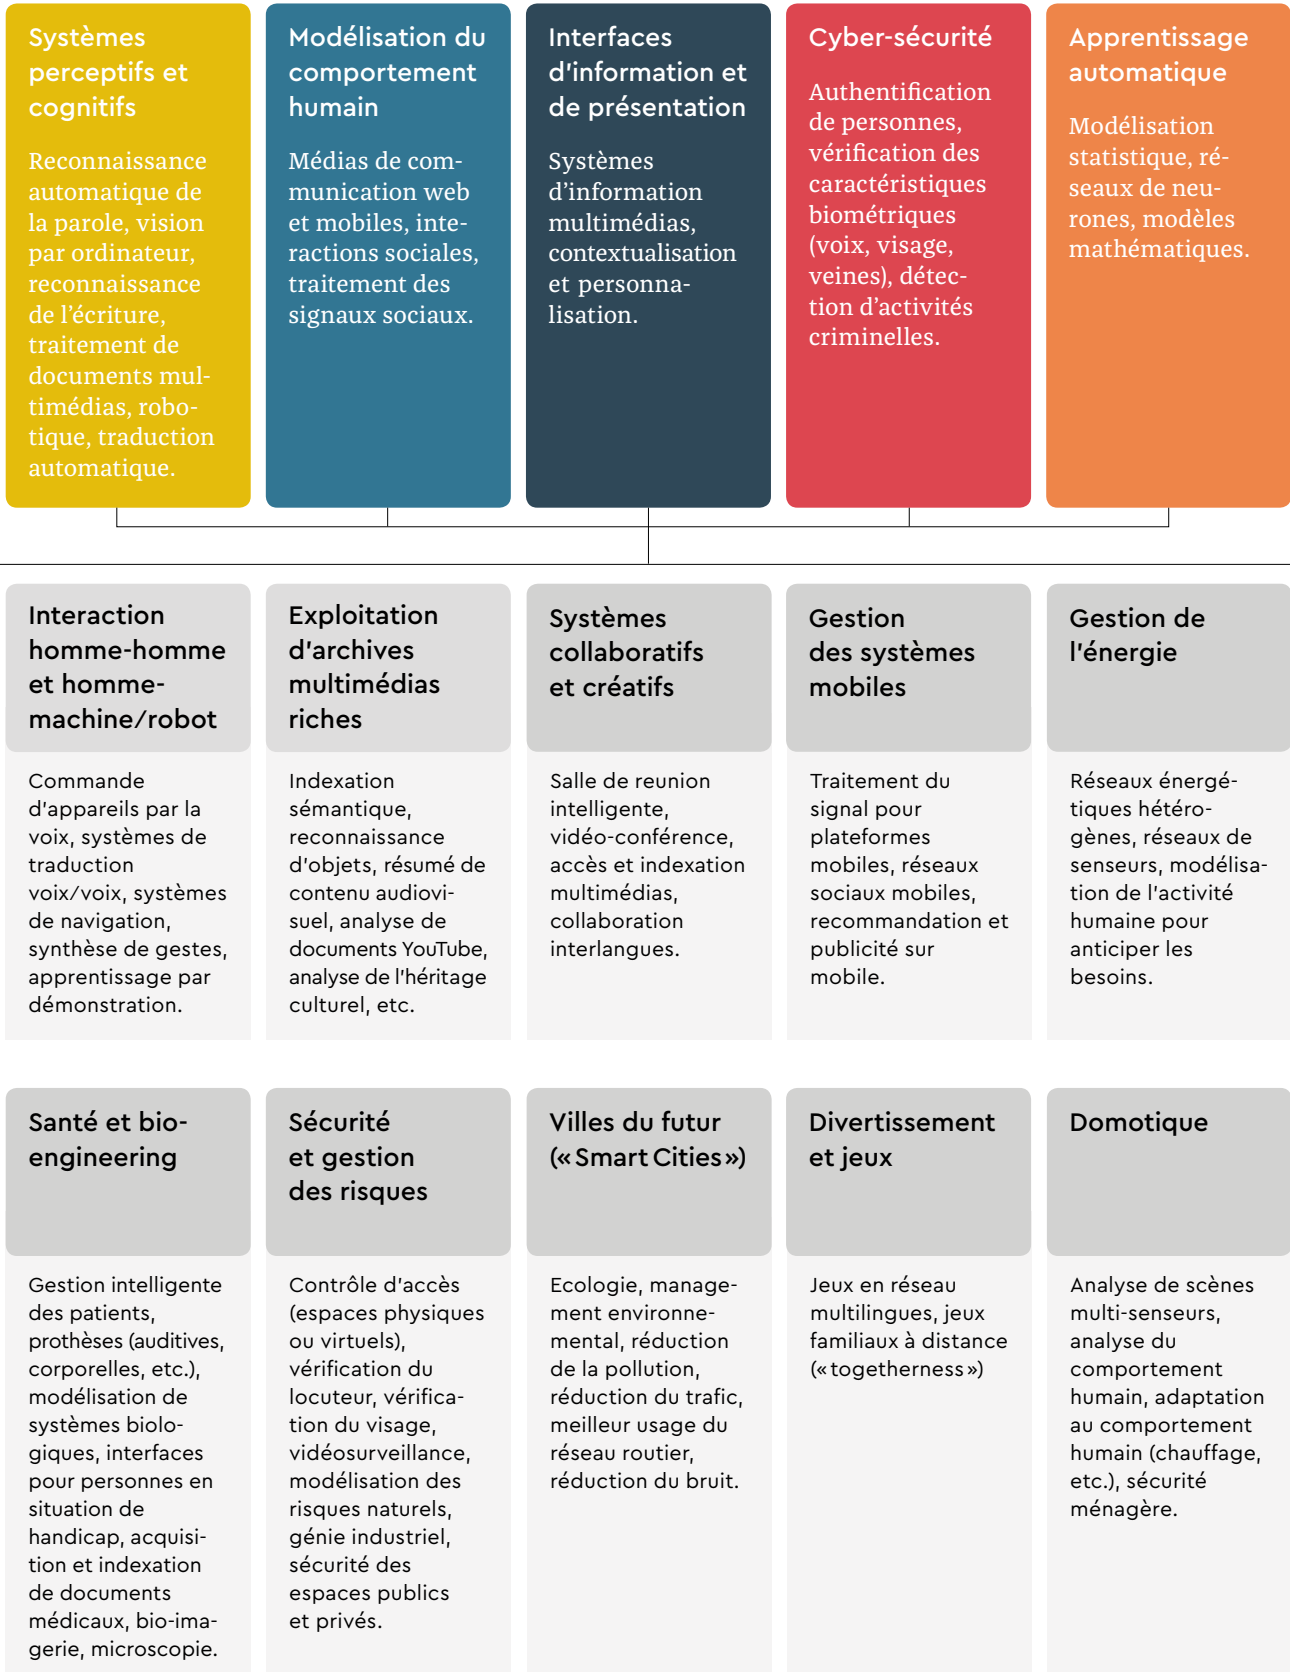 Systèmes
perceptifs et
cognitifs
Reconnaissance
automatique de
la parole, vision
par ordinateur,
reconnaissance
de l’écriture,
traitement de
documents mul-
timédias, robo-
tique, traduction
automatique.
Modélisation du
comportement
humain
Médias de com-
munication web
et mobiles, inte-
ractions sociales,
traitement des
signaux sociaux.
Interfaces
d’information et
de présentation
Systèmes
d’information
multimédias,
contextualisation
et personna-
lisation.
Cyber-sécurité
Authentification
de personnes,
vérification des
caractéristiques
biométriques
(voix, visage,
veines), détec-
tion d’activités
criminelles.
Apprentissage
automatique
Modélisation
statistique, ré-
seaux de neu-
rones, modèles
mathématiques.
Interaction
homme-homme
et homme-
machine/robot
Commande
d’appareils par la
voix, systèmes de
traduction
voix/voix, systèmes
de navigation,
synthèse de gestes,
apprentissage par
démonstration.
Exploitation
d’archives
multimédias
riches
Indexation
sémantique,
reconnaissance
d’objets, résumé de
contenu audiovi-
suel, analyse de
documents YouTube,
analyse de l’héritage
culturel, etc.
Systèmes
collaboratifs
et créatifs
Salle de reunion
intelligente,
vidéo-conférence,
accès et indexation
multimédias,
collaboration
interlangues.
Gestion
des systèmes
mobiles
Traitement du
signal pour
plateformes
mobiles, réseaux
sociaux mobiles,
recommandation et
publicité sur
mobile.
Gestion de
l’énergie
Réseaux énergé-
tiques hétéro-
gènes, réseaux de
senseurs, modélisa-
tion de l’activité
humaine pour
anticiper les
besoins.
Santé et bio-
engineering
Gestion intelligente
des patients,
prothèses (auditives,
corporelles, etc.),
modélisation de
systèmes biolo-
giques, interfaces
pour personnes en
situation de
handicap, acquisi-
tion et indexation
de documents
médicaux, bio-ima-
gerie, microscopie.
Sécurité
et gestion
des risques
Contrôle d’accès
(espaces physiques
ou virtuels),
vérification du
locuteur, vérifica-
tion du visage,
vidéosurveillance,
modélisation des
risques naturels,
génie industriel,
sécurité des
espaces publics
et privés.
Villes du futur
(« Smart Cities »)
Ecologie, manage-
ment environne-
mental, réduction
de la pollution,
réduction du trafic,
meilleur usage du
réseau routier,
réduction du bruit.
Divertissement
et jeux
Jeux en réseau
multilingues, jeux
familiaux à distance
(« togetherness »)
Domotique
Analyse de scènes
multi-senseurs,
analyse du
comportement
humain, adaptation
au comportement
humain (chauffage,
etc.), sécurité
ménagère.